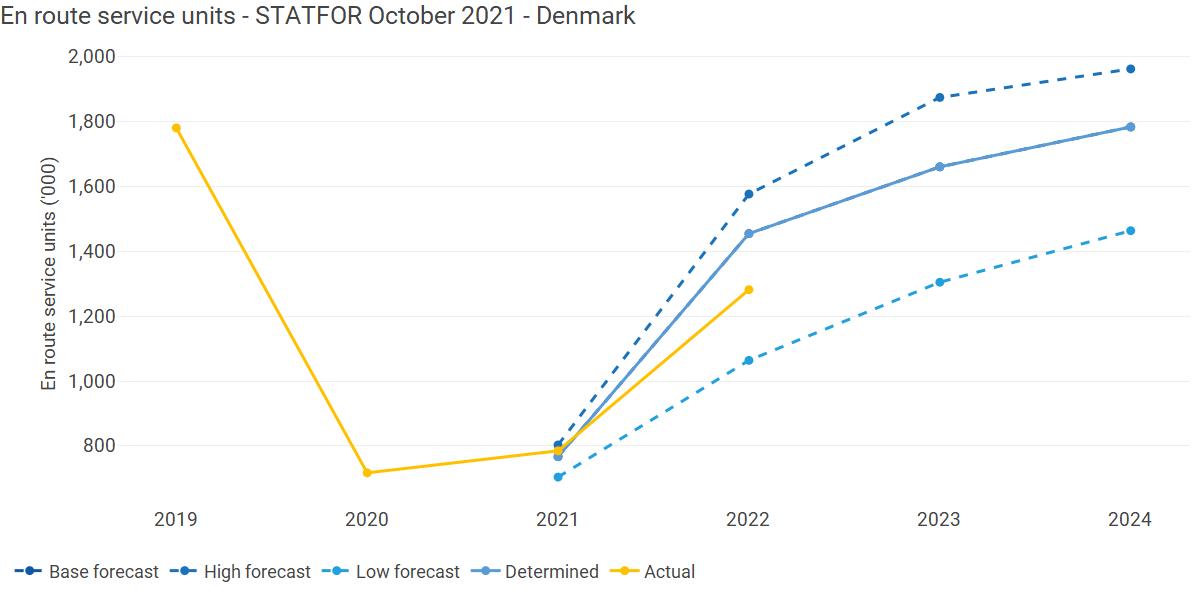 En route service units - STATFOR October 2021 - Denmark
En route service units ('000)
2,000
1,800
1,600
1,400
1,200
1,000
800
2019 2020 2021 2022 2023 2024
Base forecast High forecast Low forecast Determined Actual